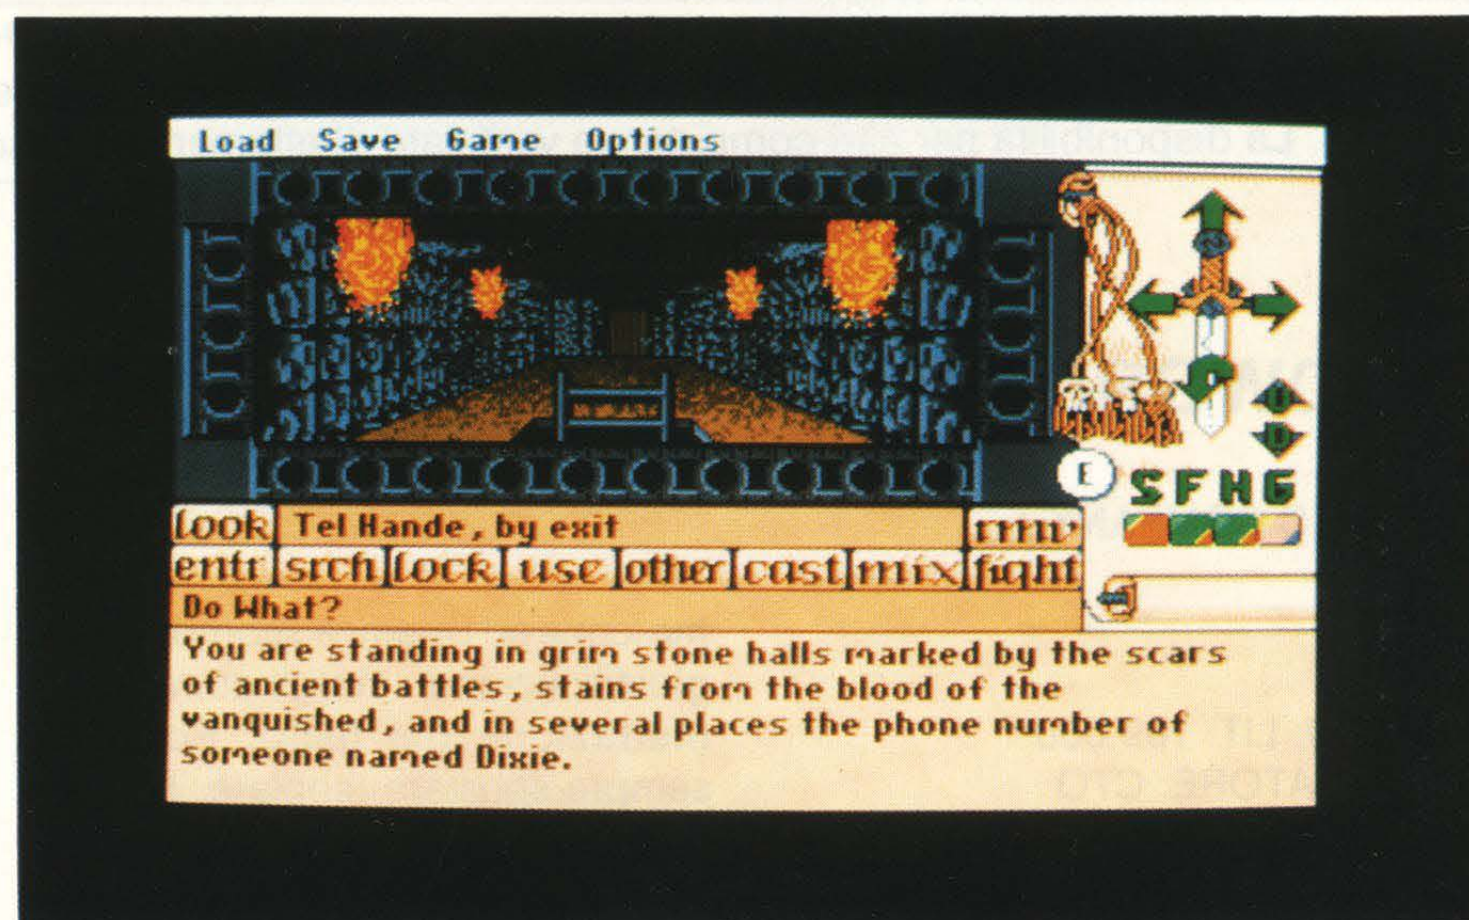 Load Save Game Options
U
D
E
S F H G
look Tel Hande, by exit
entr srch lock use other cast mix fight
Do What?
You are standing in grim stone halls marked by the scars
of ancient battles, stains from the blood of the
vanquished, and in several places the phone number of
someone named Dixie.